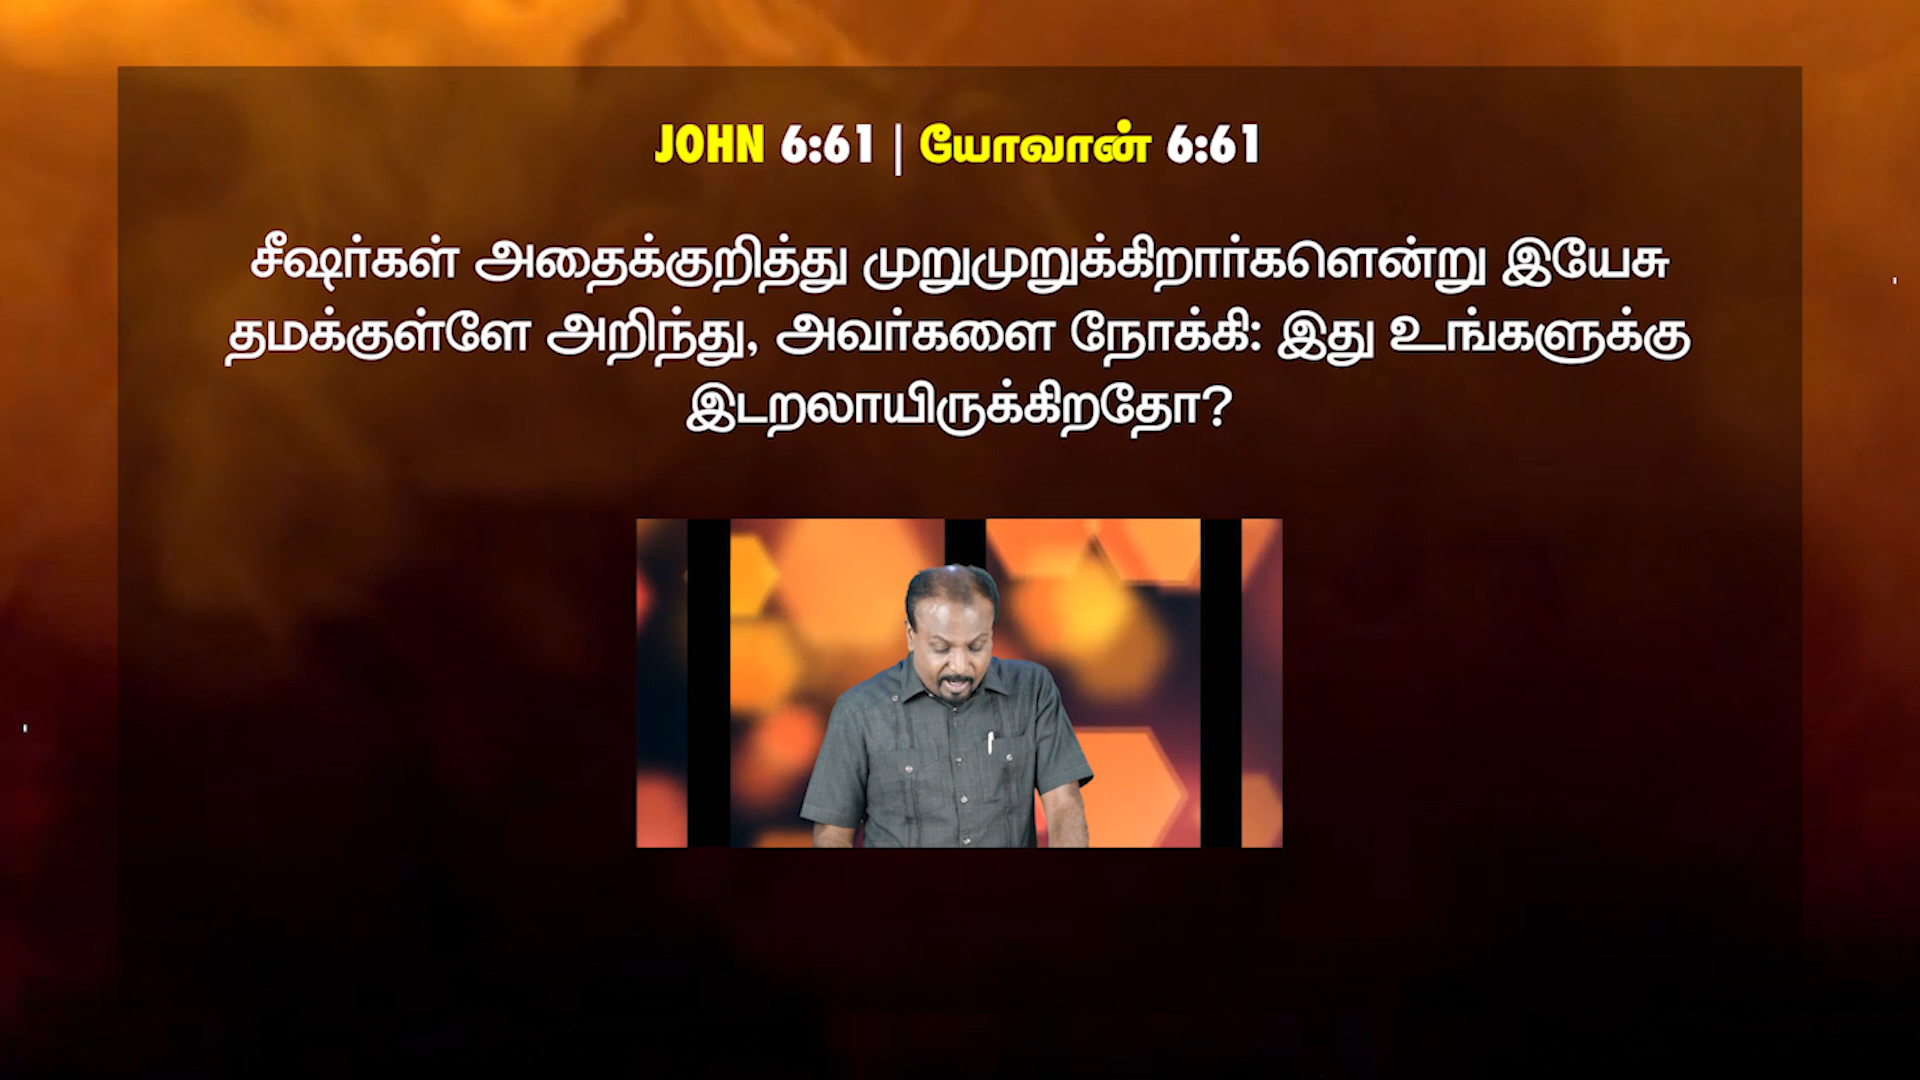 JOHN 6:61 | யோவான் 6:61
சீஷர்கள் அதைக்குறித்து முறுமுறுக்கிறார்களென்று இயேசு
தமக்குள்ளே அறிந்து, அவர்களை நோக்கி: இது உங்களுக்கு
இடறலாயிருக்கிறதோ?